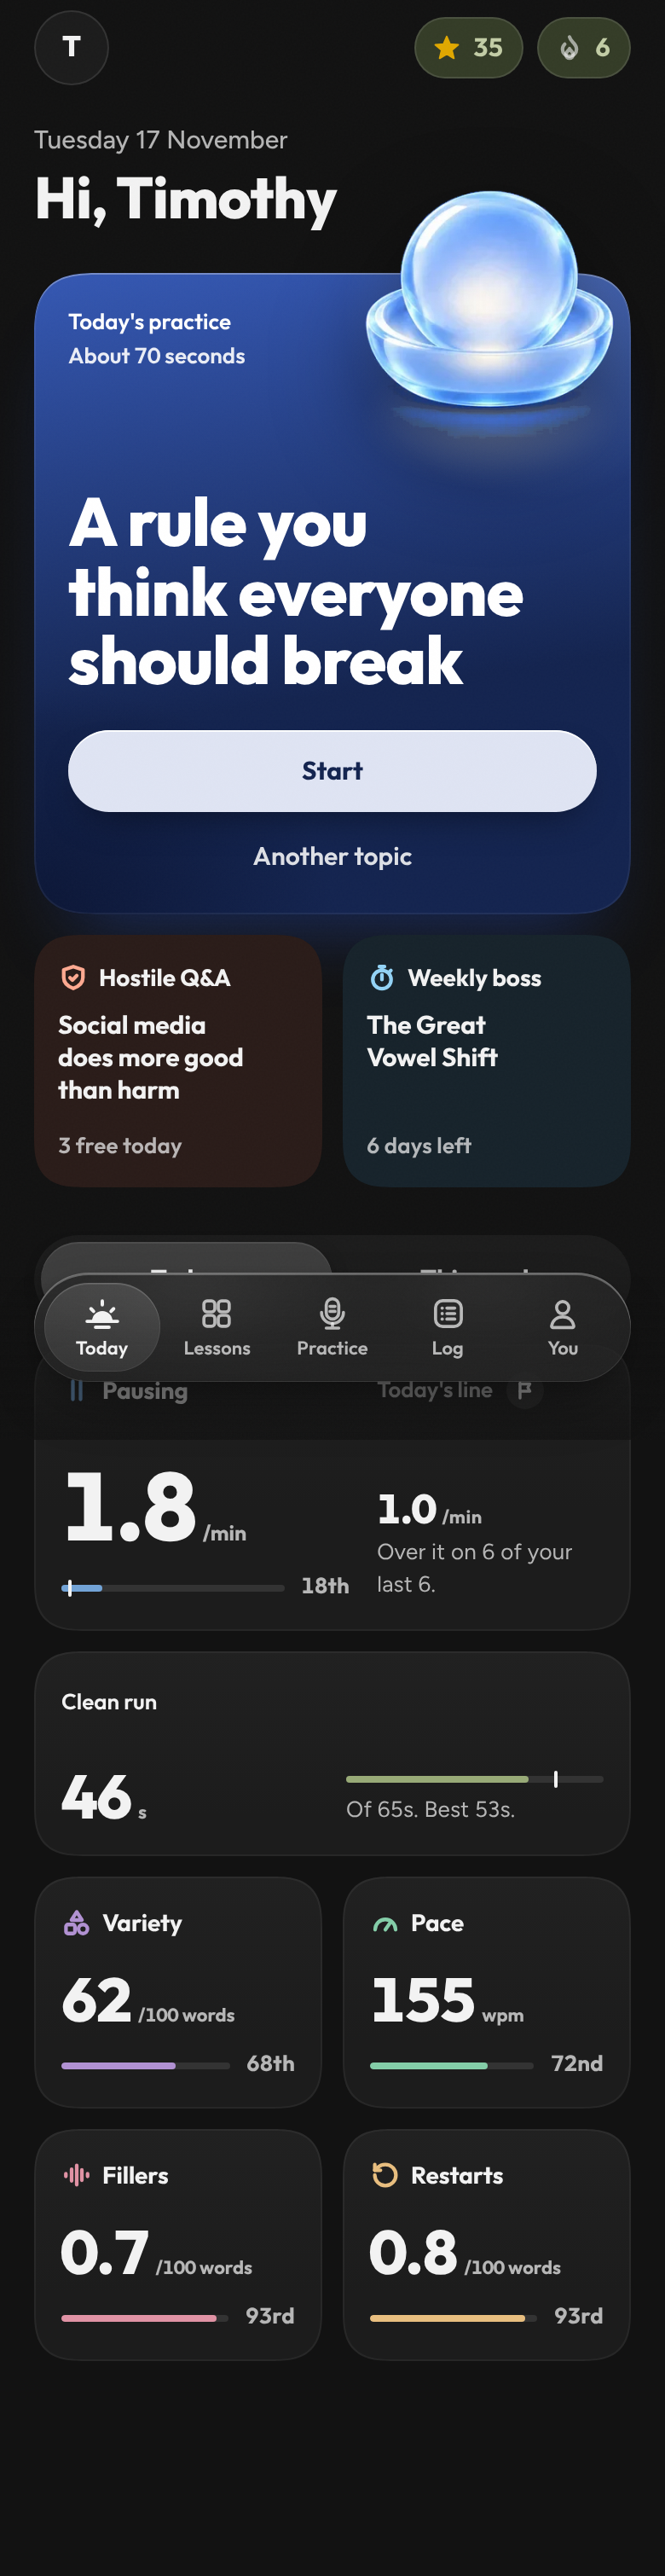 T
35
6
Tuesday 17 November
Hi, Timothy
Today's practice
About 70 seconds
A rule you
think everyone
should break
Start
Another topic
Hostile Q&A
Social media
does more good
than harm
3 free today
Weekly boss
The Great
Vowel Shift
6 days left
Today
Lessons
Practice
Log
You
Pausing
Today's line
1.8 /min
18th
1.0 /min
Over it on 6 of your
last 6.
Clean run
46 s
Of 65s. Best 53s.
Variety
62 /100 words
68th
Pace
155 wpm
72nd
Fillers
0.7 /100 words
93rd
Restarts
0.8 /100 words
93rd